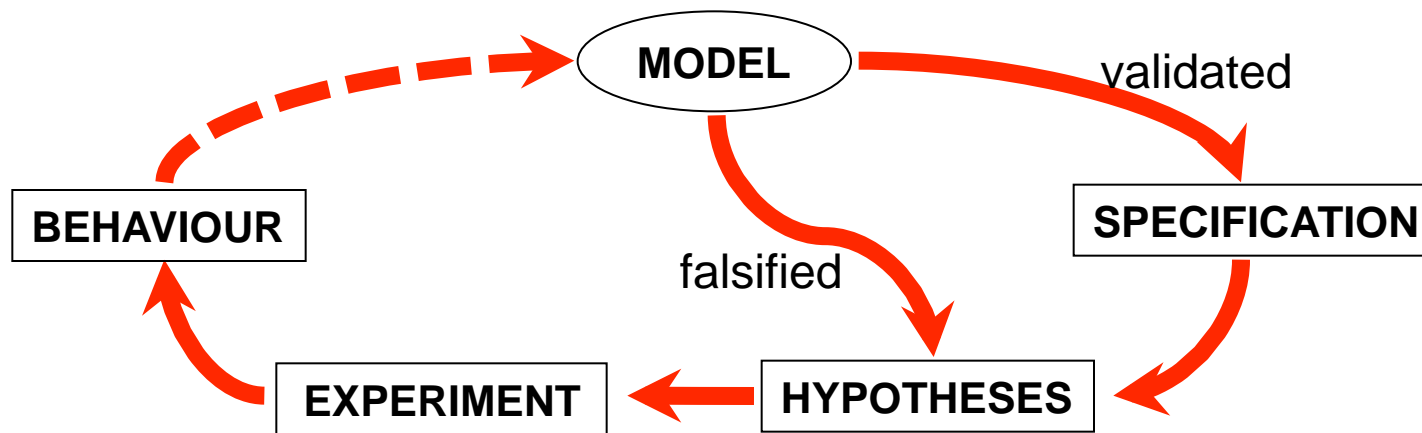 MODEL
validated
BEHAVIOUR
SPECIFICATION
falsified
EXPERIMENT
HYPOTHESES